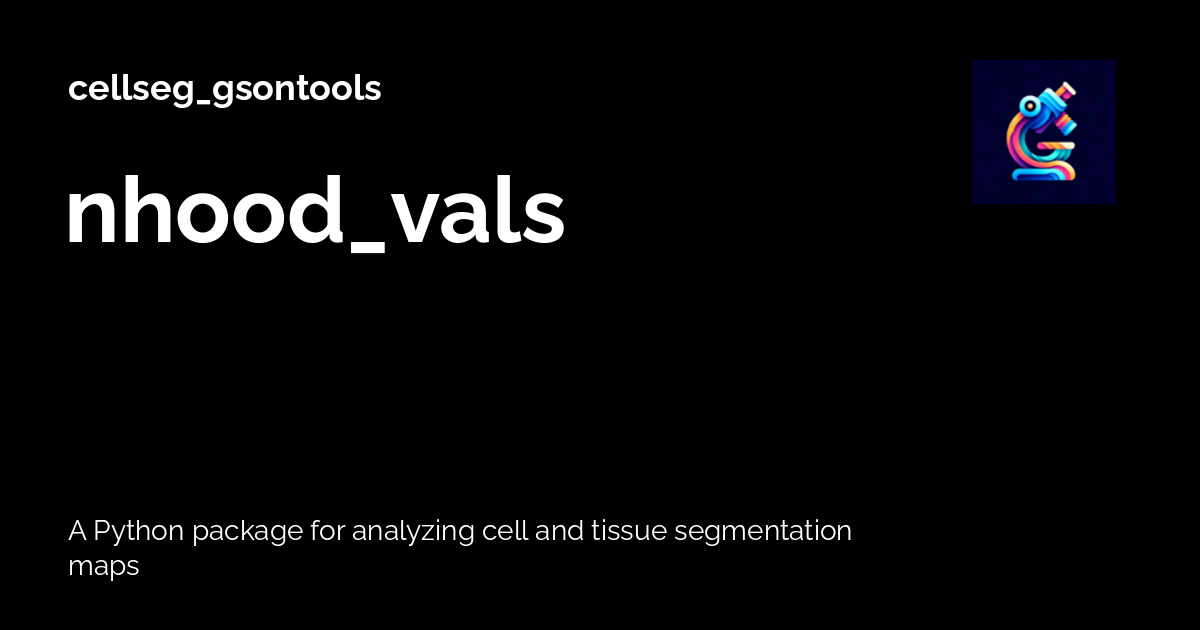 cellseg_gsontools
nhood_vals
A Python package for analyzing cell and tissue segmentation
maps